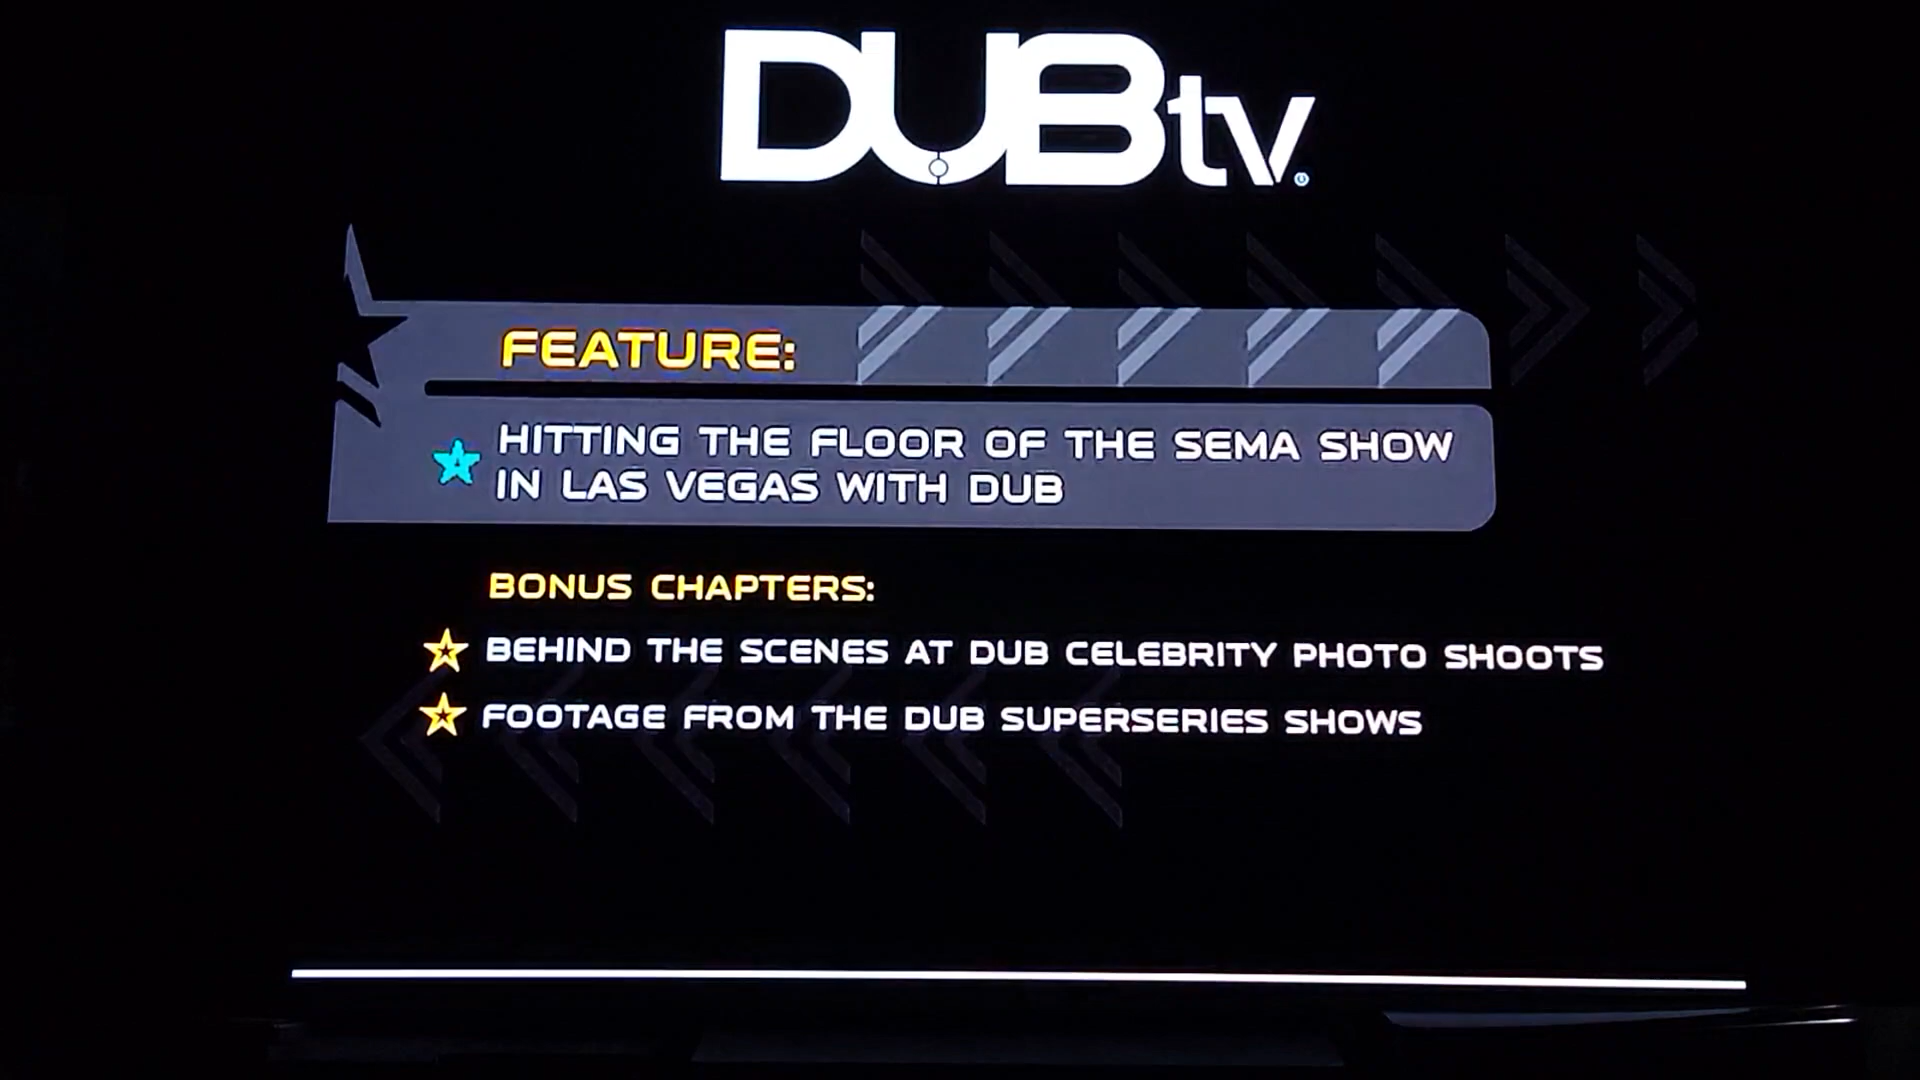 DUBtv
FEATURE:
HITTING THE FLOOR OF THE SEMA SHOW
IN LAS VEGAS WITH DUB
BONUS CHAPTERS:
BEHIND THE SCENES AT DUB CELEBRITY PHOTO SHOOTS
FOOTAGE FROM THE DUB SUPERSERIES SHOWS